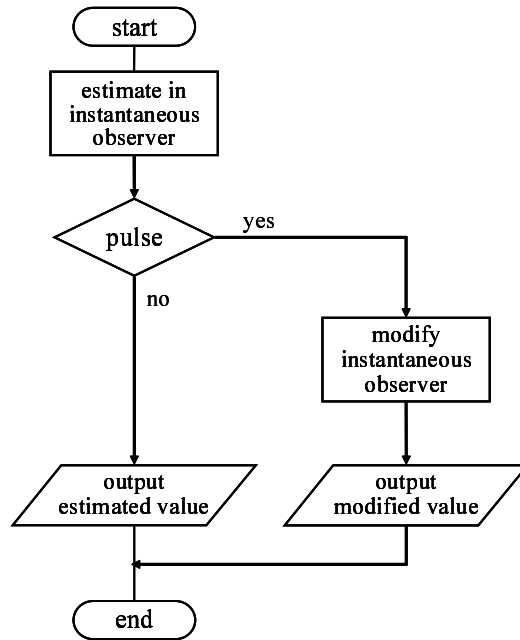 start
estimate in
instantaneous
observer
pulse
yes
no
modify
instantaneous
observer
output
estimated value
output
modified value
end